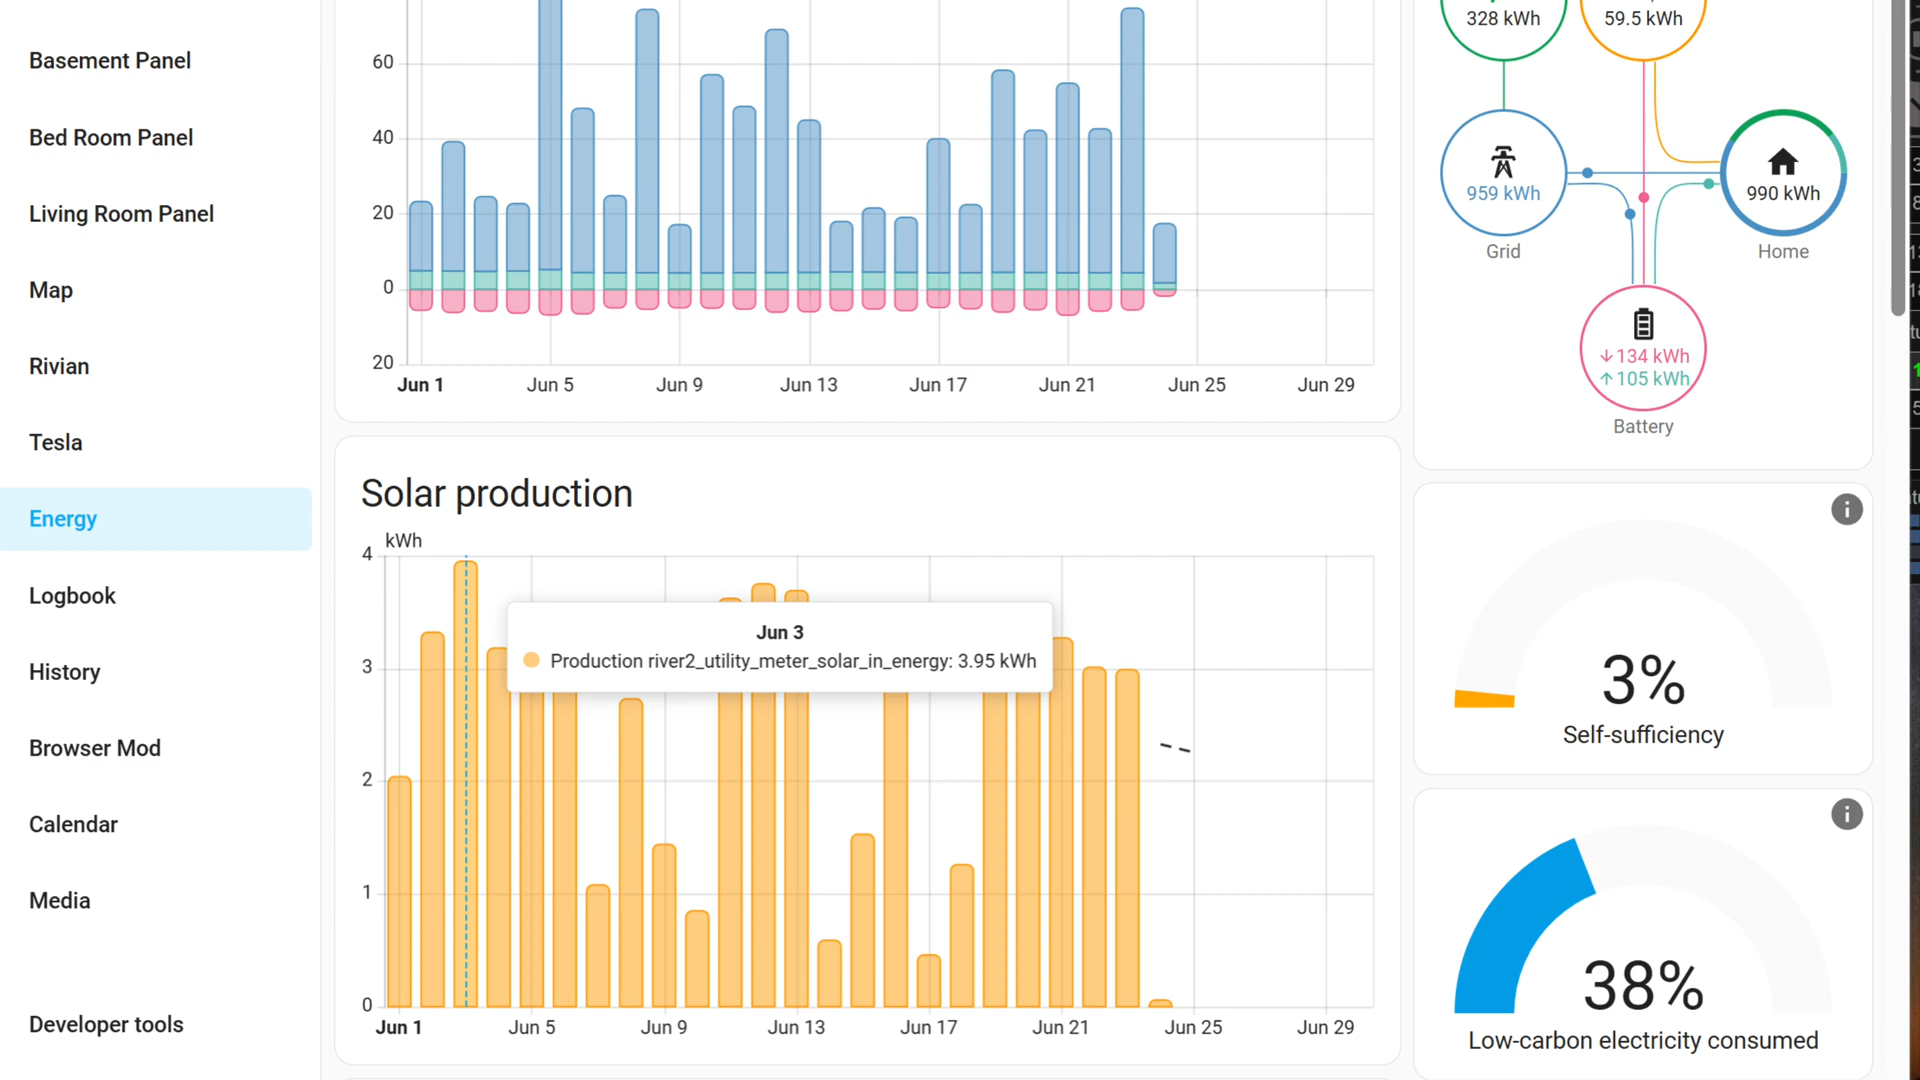 Basement Panel
Bed Room Panel
Living Room Panel
Map
Rivian
Tesla
Energy
Logbook
History
Browser Mod
Calendar
Media
Developer tools
60
40
20
0
20
Jun 1 Jun 5 Jun 9 Jun 13 Jun 17 Jun 21 Jun 25 Jun 29
Solar production
kWh
4
3
2
1
0
Jun 3
Production river2_utility_meter_solar_in_energy: 3.95 kWh
Jun 1 Jun 5 Jun 9 Jun 13 Jun 17 Jun 21 Jun 25 Jun 29
328 kWh
59.5 kWh
959 kWh
Grid
990 kWh
Home
↓134 kWh
↑105 kWh
Battery
3%
Self-sufficiency
38%
Low-carbon electricity consumed